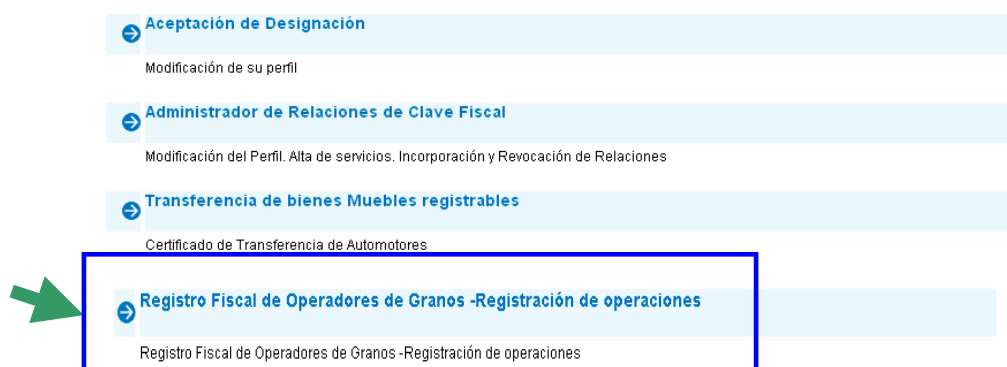 Aceptación de Designación
Modificación de su perfil
Administrador de Relaciones de Clave Fiscal
Modificación del Perfil. Alta de servicios. Incorporación y Revocación de Relaciones
Transferencia de bienes Muebles registrables
Certificado de Transferencia de Automotores
Registro Fiscal de Operadores de Granos -Registración de operaciones
Registro Fiscal de Operadores de Granos -Registración de operaciones